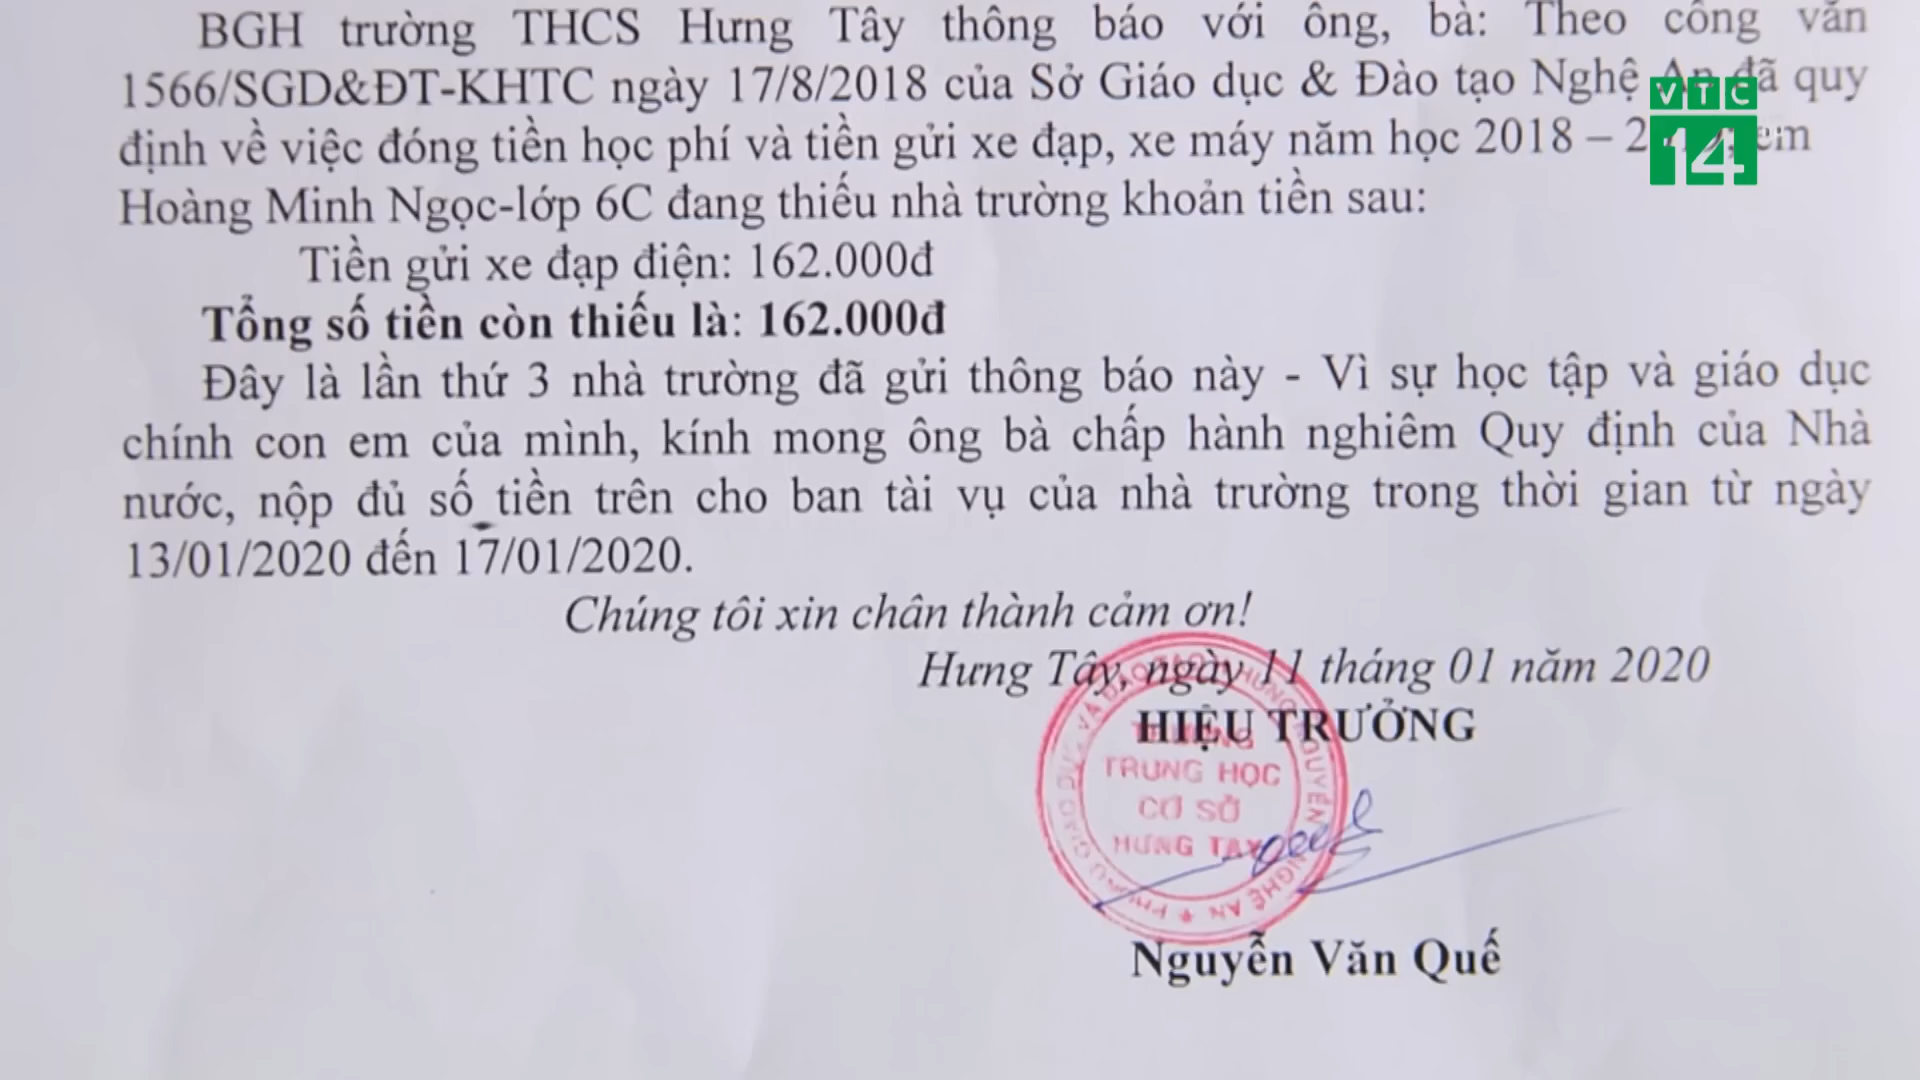 BGH trường THCS Hưng Tây thông báo với ông, bà: Theo công văn
1566/SGD&ĐT-KHTC ngày 17/8/2018 của Sở Giáo dục & Đào tạo Nghệ An đã quy
định về việc đóng tiền học phí và tiền gửi xe đạp, xe máy năm học 2018 – em
Hoàng Minh Ngọc-lớp 6C đang thiếu nhà trường khoản tiền sau:
Tiền gửi xe đạp điện: 162.000đ
Tổng số tiền còn thiếu là: 162.000đ
Đây là lần thứ 3 nhà trường đã gửi thông báo này - Vì sự học tập và giáo dục
chính con em của mình, kính mong ông bà chấp hành nghiêm Quy định của Nhà
nước, nộp đủ số tiền trên cho ban tài vụ của nhà trường trong thời gian từ ngày
13/01/2020 đến 17/01/2020.
Chúng tôi xin chân thành cảm ơn!
Hưng Tây, ngày 11 tháng 01 năm 2020
HIỆU TRƯỞNG
TRƯỜNG
TRUNG HỌC
CƠ SỞ
HƯNG TÂY
NGHỆ AN
Nguyễn Văn Quế
VTC
14